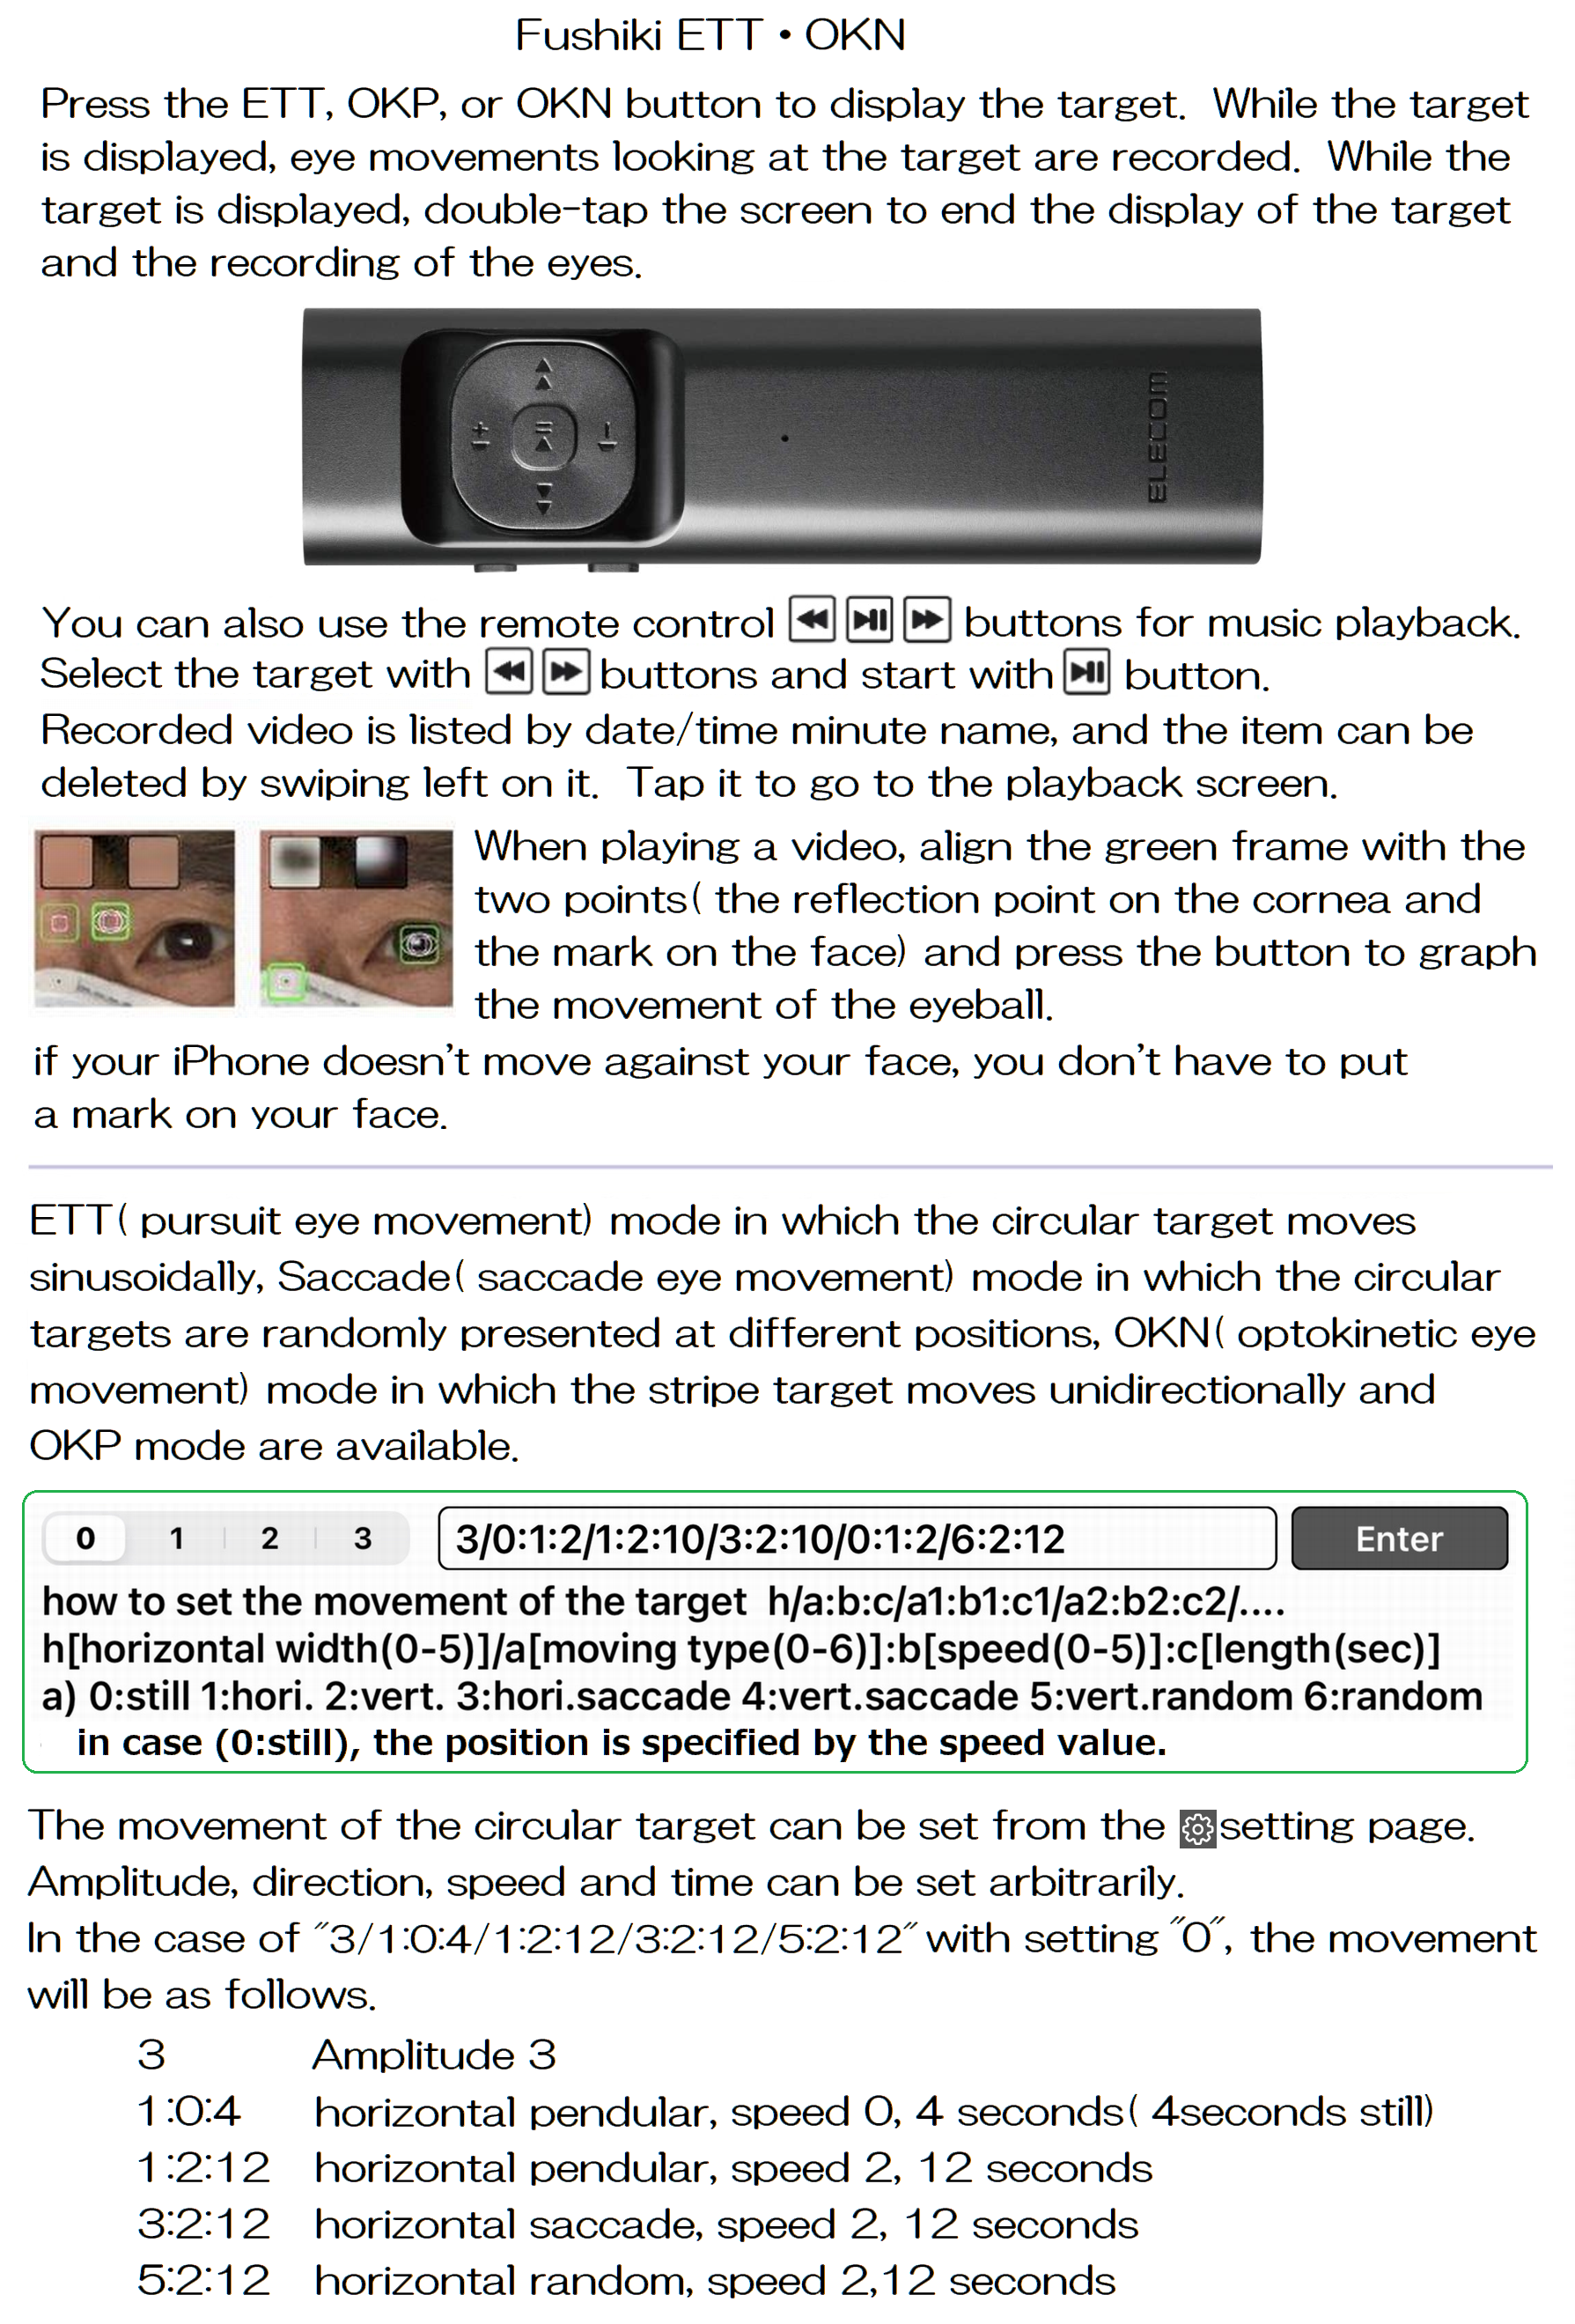 Fushiki ETT・OKN
Press the ETT, OKP, or OKN button to display the target. While the target
is displayed, eye movements looking at the target are recorded. While the
target is displayed, double-tap the screen to end the display of the target
and the recording of the eyes.
ELECOM
You can also use the remote control buttons for music playback.
Select the target with buttons and start with button.
Recorded video is listed by date/time minute name, and the item can be
deleted by swiping left on it. Tap it to go to the playback screen.
When playing a video, align the green frame with the
two points( the reflection point on the cornea and
the mark on the face) and press the button to graph
the movement of the eyeball.
if your iPhone doesn't move against your face, you don't have to put
a mark on your face.
ETT( pursuit eye movement) mode in which the circular target moves
sinusoidally, Saccade( saccade eye movement) mode in which the circular
targets are randomly presented at different positions, OKN( optokinetic eye
movement) mode in which the stripe target moves unidirectionally and
OKP mode are available.
0 1 2 3 3/0:1:2/1:2:10/3:2:10/0:1:2/6:2:12 Enter
how to set the movement of the target h/a:b:c/a1:b1:c1/a2:b2:c2/....
h[horizontal width(0-5)]/a[moving type(0-6)]:b[speed(0-5)]:c[length(sec)]
a) 0:still 1:hori. 2:vert. 3:hori.saccade 4:vert.saccade 5:vert.random 6:random
in case (0:still), the position is specified by the speed value.
The movement of the circular target can be set from the setting page.
Amplitude, direction, speed and time can be set arbitrarily.
In the case of "3/1:0:4/1:2:12/3:2:12/5:2:12" with setting "0", the movement
will be as follows.
3 Amplitude 3
1:0:4 horizontal pendular, speed 0, 4 seconds( 4seconds still)
1:2:12 horizontal pendular, speed 2, 12 seconds
3:2:12 horizontal saccade, speed 2, 12 seconds
5:2:12 horizontal random, speed 2,12 seconds